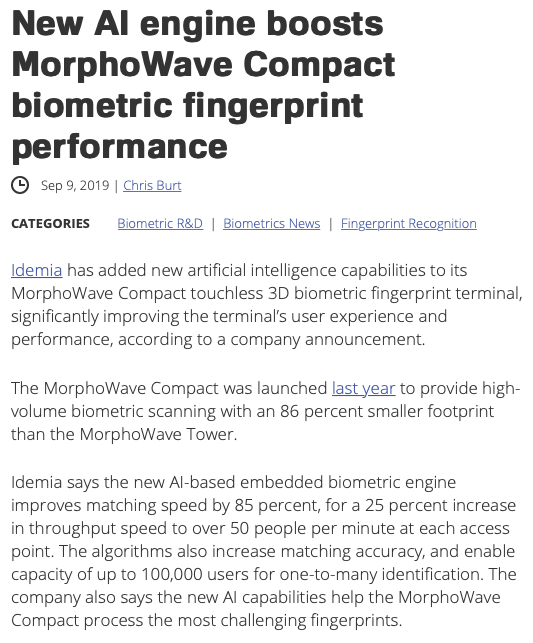 New AI engine boosts
MorphoWave Compact
biometric fingerprint
performance
Sep 9, 2019 | Chris Burt
CATEGORIES Biometric R&D | Biometrics News | Fingerprint Recognition
Idemia has added new artificial intelligence capabilities to its
MorphoWave Compact touchless 3D biometric fingerprint terminal,
significantly improving the terminal’s user experience and
performance, according to a company announcement.
The MorphoWave Compact was launched last year to provide high-
volume biometric scanning with an 86 percent smaller footprint
than the MorphoWave Tower.
Idemia says the new AI-based embedded biometric engine
improves matching speed by 85 percent, for a 25 percent increase
in throughput speed to over 50 people per minute at each access
point. The algorithms also increase matching accuracy, and enable
capacity of up to 100,000 users for one-to-many identification. The
company also says the new AI capabilities help the MorphoWave
Compact process the most challenging fingerprints.